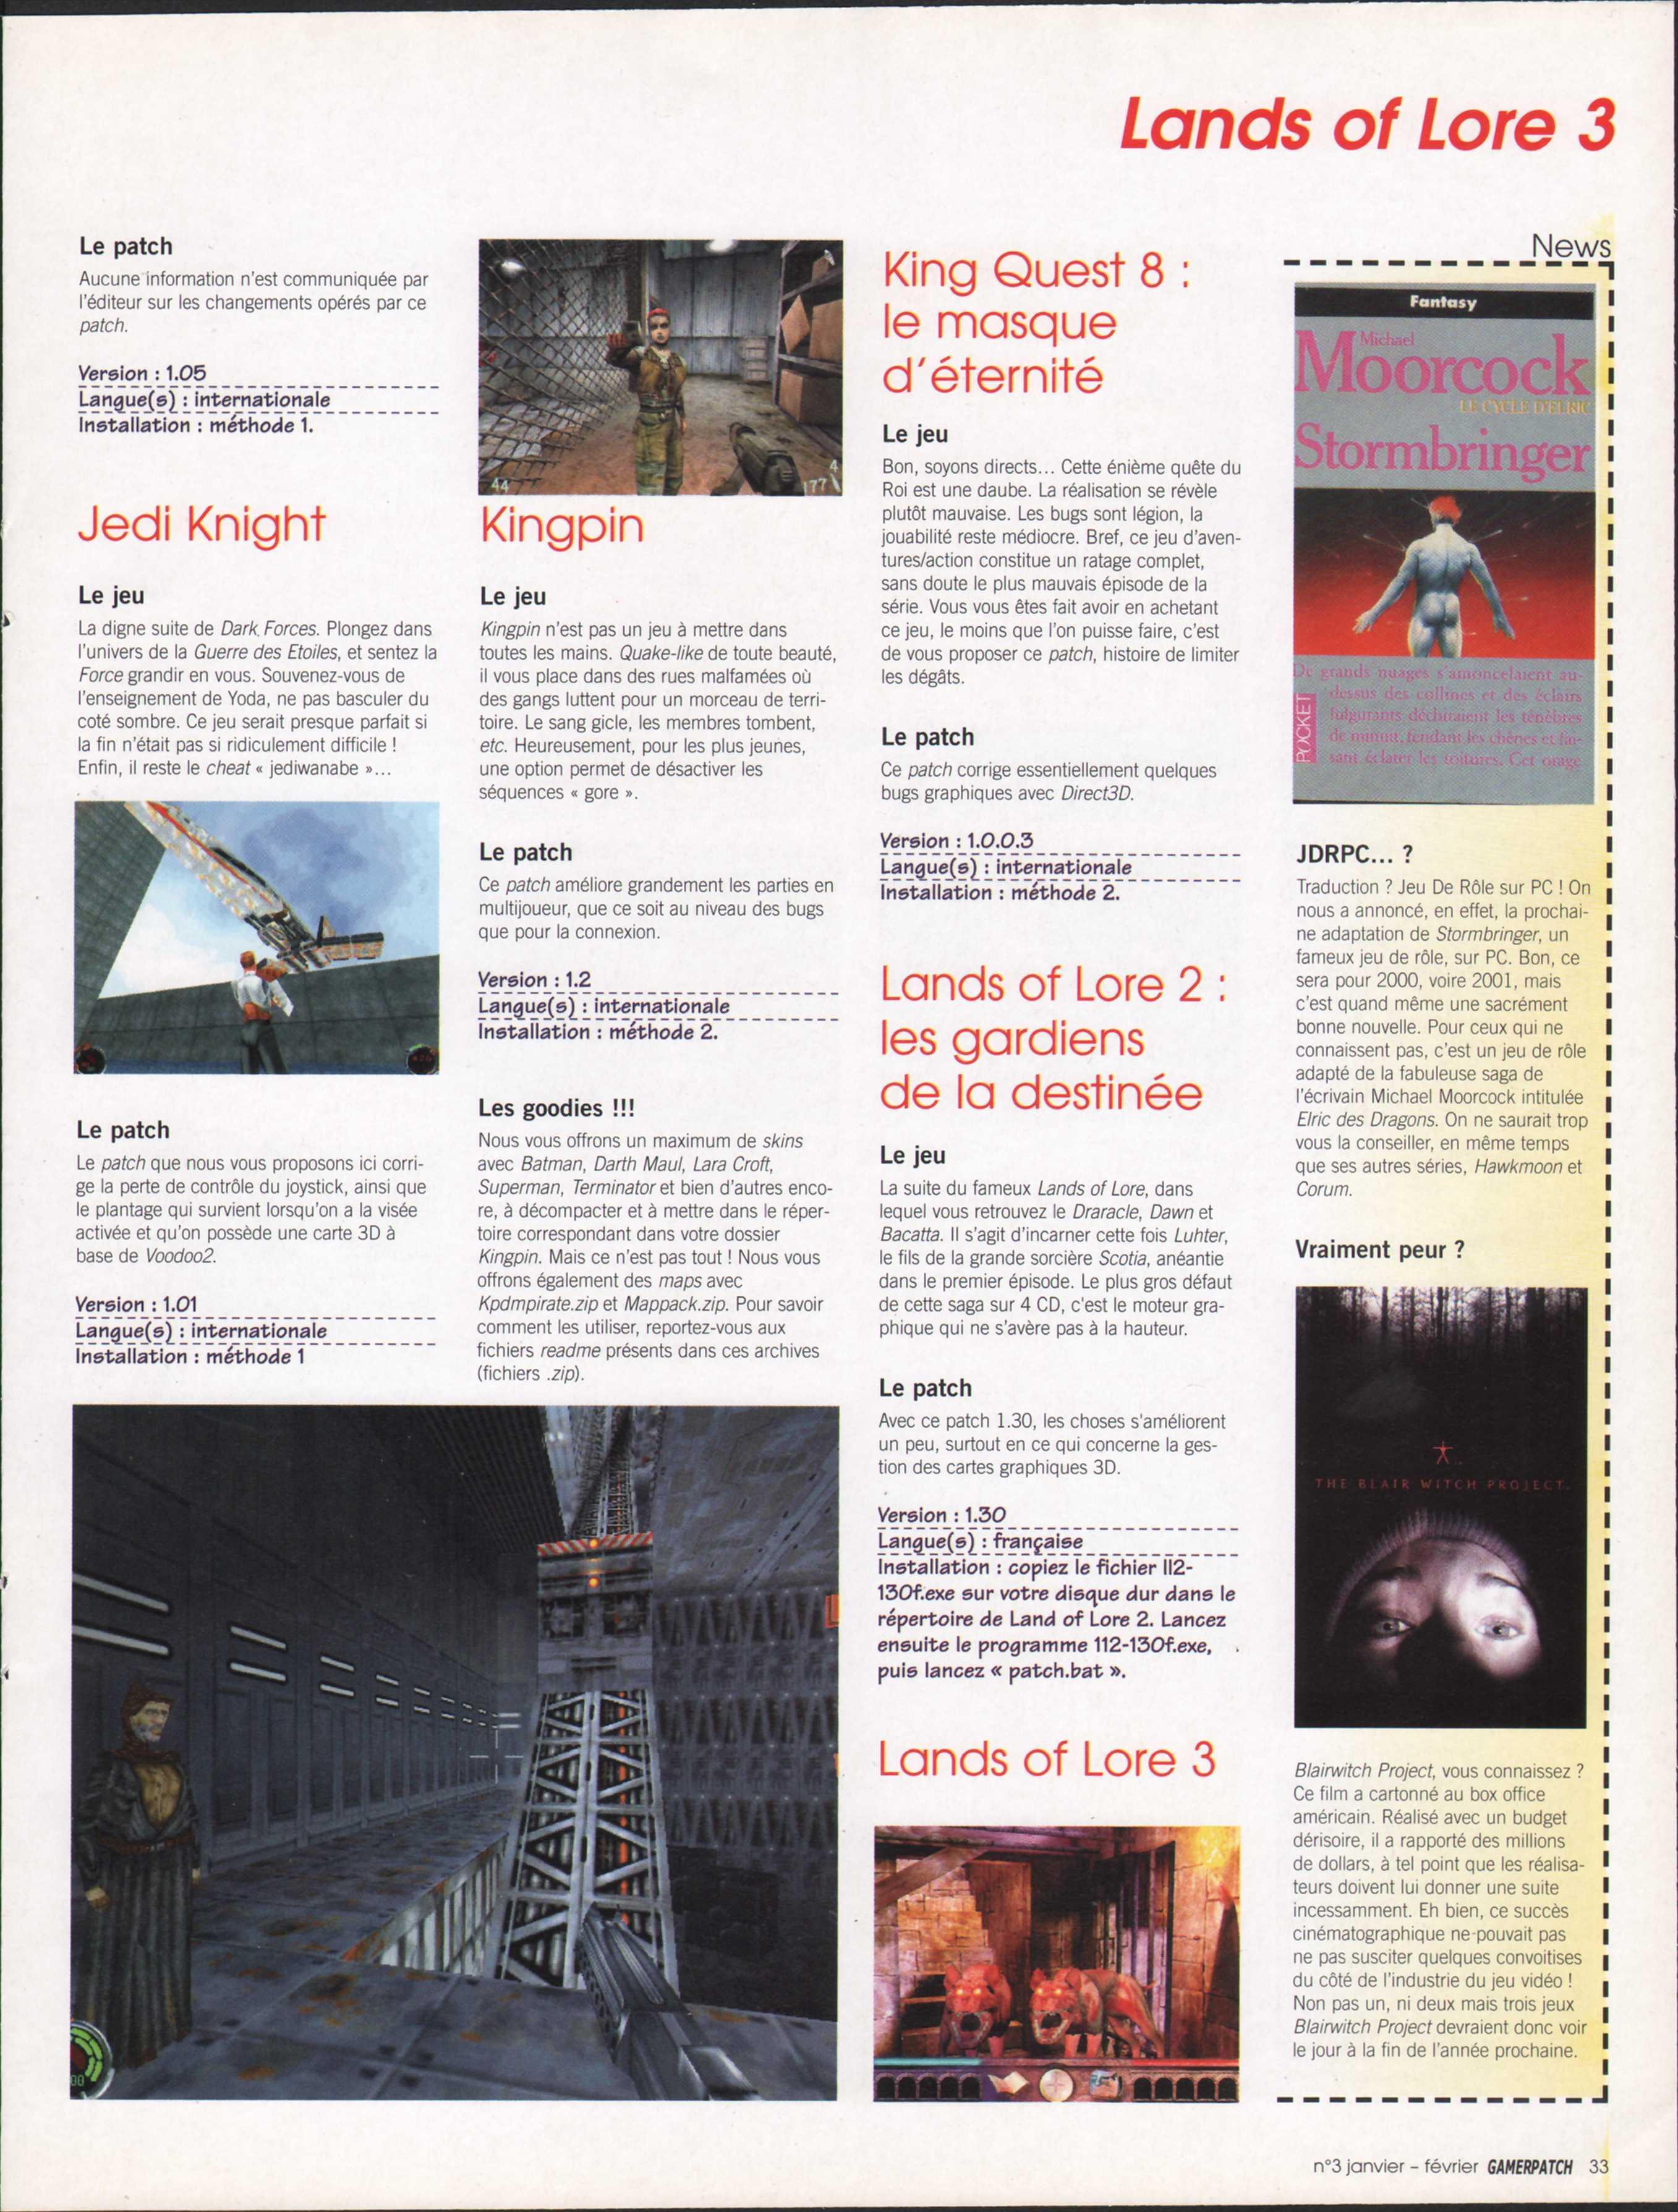 Lands of Lore 3
Le patch
Aucune information n'est communiquée par
l'éditeur sur les changements opérés par ce
patch.
Version : 1.05
Langue(s) : internationale
Installation : méthode 1.
Jedi Knight
Le jeu
La digne suite de Dark Forces. Plongez dans
l'univers de la Guerre des Etoiles, et sentez la
Force grandir en vous. Souvenez-vous de
l'enseignement de Yoda, ne pas basculer du
coté sombre. Ce jeu serait presque parfait si
la fin n'était pas si ridiculement difficile !
Enfin, il reste le cheat « jediwanabe »...
Le patch
Le patch que nous vous proposons ici corri-
ge la perte de contrôle du joystick, ainsi que
le plantage qui survient lorsqu'on a la visée
activée et qu'on possède une carte 3D à
base de Voodoo2.
Version : 1.01
Langue(s) : internationale
Installation : méthode 1
44
4
177
Kingpin
Le jeu
Kingpin n'est pas un jeu à mettre dans
toutes les mains. Quake-like de toute beauté,
il vous place dans des rues malfamées où
des gangs luttent pour un morceau de terri-
toire. Le sang gicle, les membres tombent,
etc. Heureusement, pour les plus jeunes,
une option permet de désactiver les
séquences « gore ».
Le patch
Ce patch améliore grandement les parties en
multijoueur, que ce soit au niveau des bugs
que pour la connexion.
Version : 1.2
Langue(s) : internationale
Installation : méthode 2.
Les goodies !!!
Nous vous offrons un maximum de skins
avec Batman, Darth Maul, Lara Croft,
Superman, Terminator et bien d'autres enco-
re, à décompacter et à mettre dans le réper-
toire correspondant dans votre dossier
Kingpin. Mais ce n'est pas tout ! Nous vous
offrons également des maps avec
Kpdmpirate.zip et Mappack.zip. Pour savoir
comment les utiliser, reportez-vous aux
fichiers readme présents dans ces archives
(fichiers .zip).
King Quest 8 :
le masque
d'éternité
Le jeu
Bon, soyons directs... Cette énième quête du
Roi est une daube. La réalisation se révèle
plutôt mauvaise. Les bugs sont légion, la
jouabilité reste médiocre. Bref, ce jeu d'aven-
tures/action constitue un ratage complet,
sans doute le plus mauvais épisode de la
série. Vous vous êtes fait avoir en achetant
ce jeu, le moins que l'on puisse faire, c'est
de vous proposer ce patch, histoire de limiter
les dégâts.
Le patch
Ce patch corrige essentiellement quelques
bugs graphiques avec Direct3D.
Version : 1.0.0.3
Langue(s) : internationale
Installation : méthode 2.
Lands of Lore 2 :
les gardiens
de la destinée
Le jeu
La suite du fameux Lands of Lore, dans
lequel vous retrouvez le Draracle, Dawn et
Bacatta. Il s'agit d'incarner cette fois Luhter,
le fils de la grande sorcière Scotia, anéantie
dans le premier épisode. Le plus gros défaut
de cette saga sur 4 CD, c'est le moteur gra-
phique qui ne s'avère pas à la hauteur.
Le patch
Avec ce patch 1.30, les choses s'améliorent
un peu, surtout en ce qui concerne la ges-
tion des cartes graphiques 3D.
Version : 1.30
Langue(s) : française
Installation : copiez le fichier ll2-
130f.exe sur votre disque dur dans le
répertoire de Land of Lore 2. Lancez
ensuite le programme 112-130f.exe,
puis lancez « patch.bat ».
Lands of Lore 3
News
Fantasy
Michael
Moorcock
LE CYCLE D'ELRIC
Stormbringer
De grands nuages s'amoncelaient au-
dessus des collines et des éclairs
fulgurants déchiraient les ténèbres
de minuit, fendant les chênes et fai-
sant éclater les toitures. Cet orage
POCKET
JDRPC... ?
Traduction ? Jeu De Rôle sur PC ! On
nous a annoncé, en effet, la prochai-
ne adaptation de Stormbringer, un
fameux jeu de rôle, sur PC. Bon, ce
sera pour 2000, voire 2001, mais
c'est quand même une sacrément
bonne nouvelle. Pour ceux qui ne
connaissent pas, c'est un jeu de rôle
adapté de la fabuleuse saga de
l'écrivain Michael Moorcock intitulée
Elric des Dragons. On ne saurait trop
vous la conseiller, en même temps
que ses autres séries, Hawkmoon et
Corum.
Vraiment peur ?
THE BLAIR WITCH PROJECT.
Blairwitch Project, vous connaissez ?
Ce film a cartonné au box office
américain. Réalisé avec un budget
dérisoire, il a rapporté des millions
de dollars, à tel point que les réalisa-
teurs doivent lui donner une suite
incessamment. Eh bien, ce succès
cinématographique ne pouvait pas
ne pas susciter quelques convoitises
du côté de l'industrie du jeu vidéo !
Non pas un, ni deux mais trois jeux
Blairwitch Project devraient donc voir
le jour à la fin de l'année prochaine.
n°3 janvier – février GAMERPATCH 33